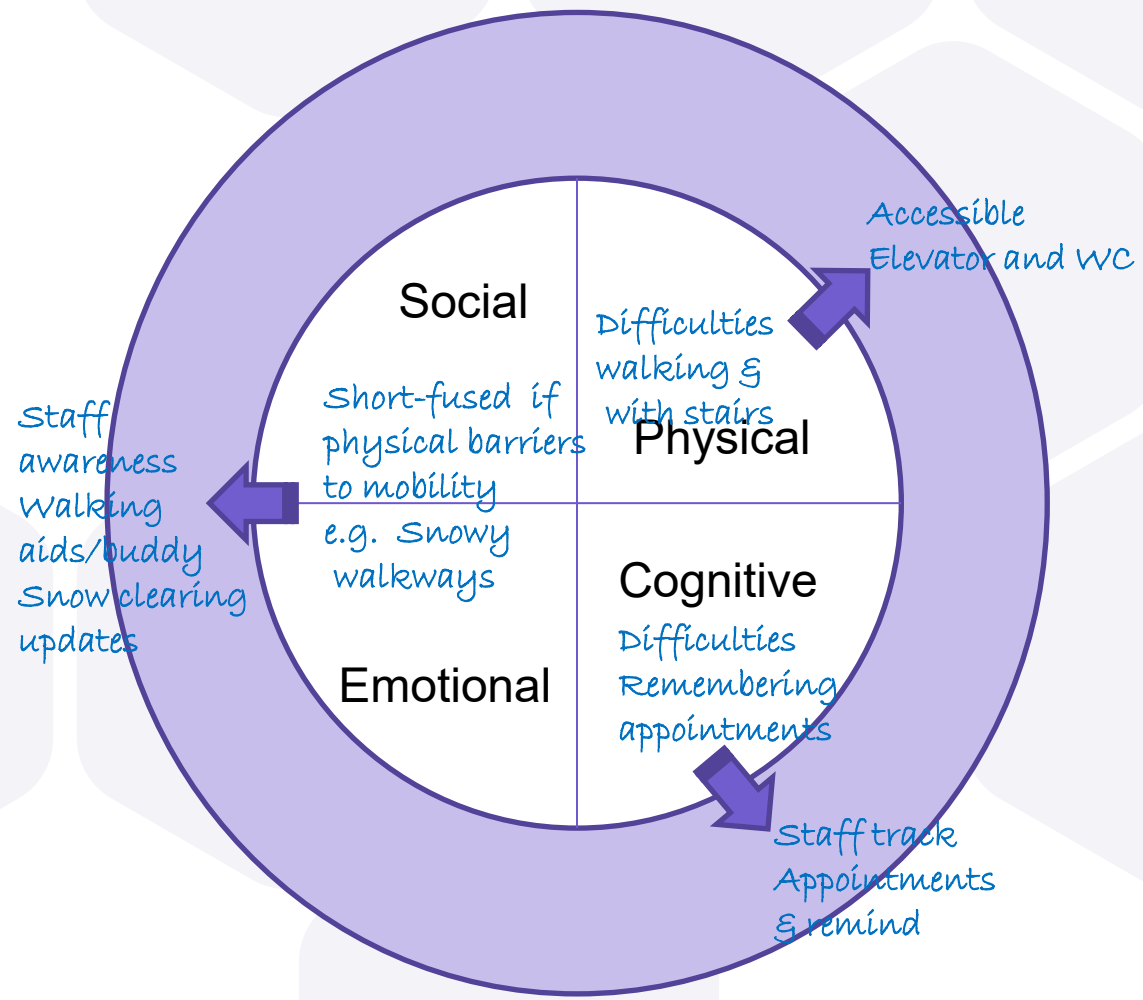 Social
Short-fused if
physical barriers
to mobility
e.g. Snowy
walkways
Emotional
Staff
awareness
Walking
aids/buddy
Snow clearing
updates
Difficulties
walking &
with stairs
Physical
Accessible
Elevator and WC
Cognitive
Difficulties
Remembering
appointments
Staff track
Appointments
& remind